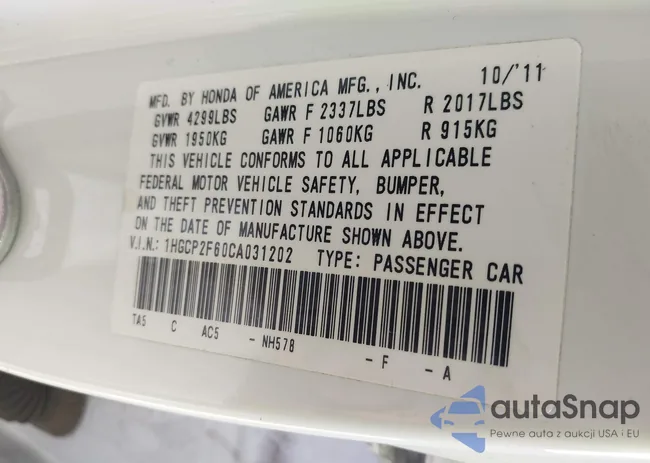 MFD. BY HONDA OF AMERICA MFG., INC. 10/'11
GVWR 4299LBS GAWR F 2337LBS R 2017LBS
GVWR 1950KG GAWR F 1060KG R 915KG
THIS VEHICLE CONFORMS TO ALL APPLICABLE
FEDERAL MOTOR VEHICLE SAFETY, BUMPER,
AND THEFT PREVENTION STANDARDS IN EFFECT
ON THE DATE OF MANUFACTURE SHOWN ABOVE.
V.I.N.: 1HGCP2F60CA031202 TYPE: PASSENGER CAR
TA5 C AC5 - NH578 - F - A
autaSnap
Pewne auta z aukcji USA i EU